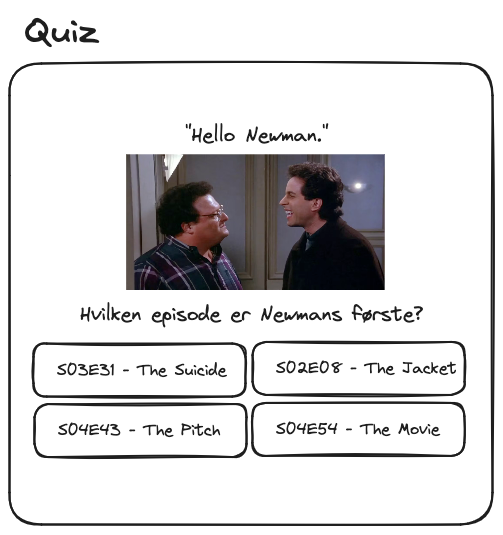 Quiz
"Hello Newman."
Hvilken episode er Newmans første?
S03E31 - The Suicide
S02E08 - The Jacket
S04E43 - The Pitch
S04E54 - The Movie